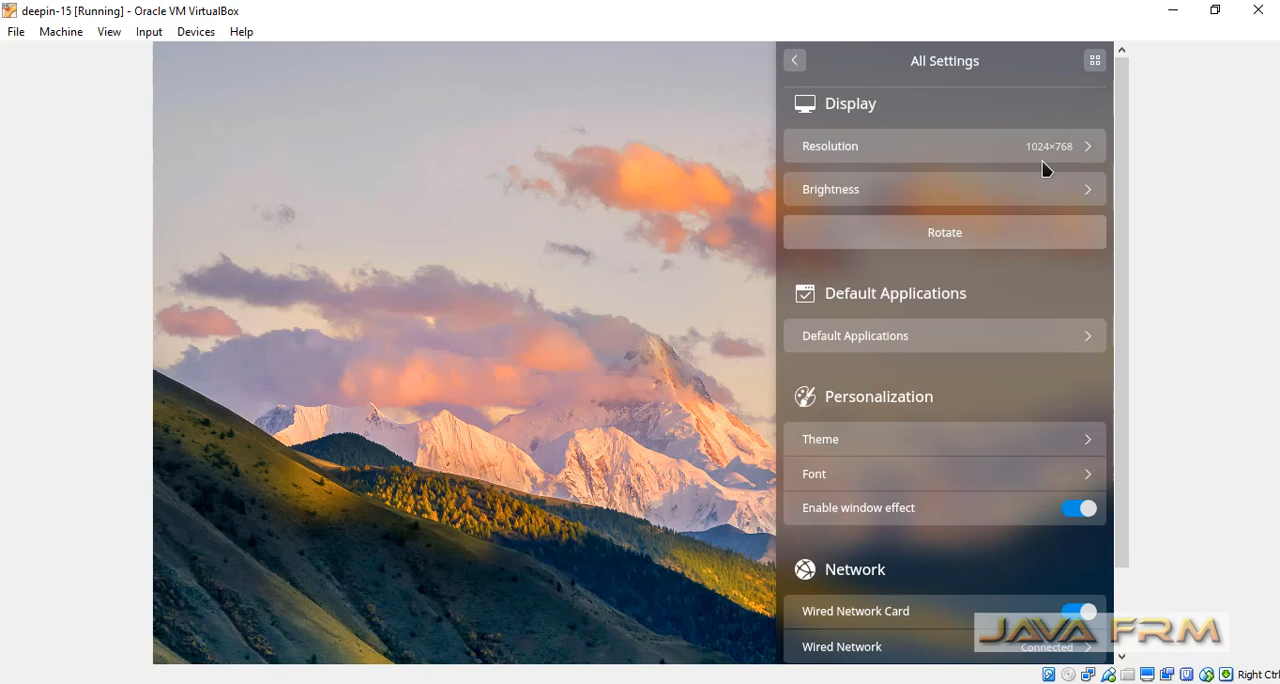 deepin-15 [Running] - Oracle VM VirtualBox
File Machine View Input Devices Help
All Settings
Display
Resolution 1024×768
Brightness
Rotate
Default Applications
Default Applications
Personalization
Theme
Font
Enable window effect
Network
Wired Network Card
Wired Network Connected
JAVA FRM
Right Ctrl